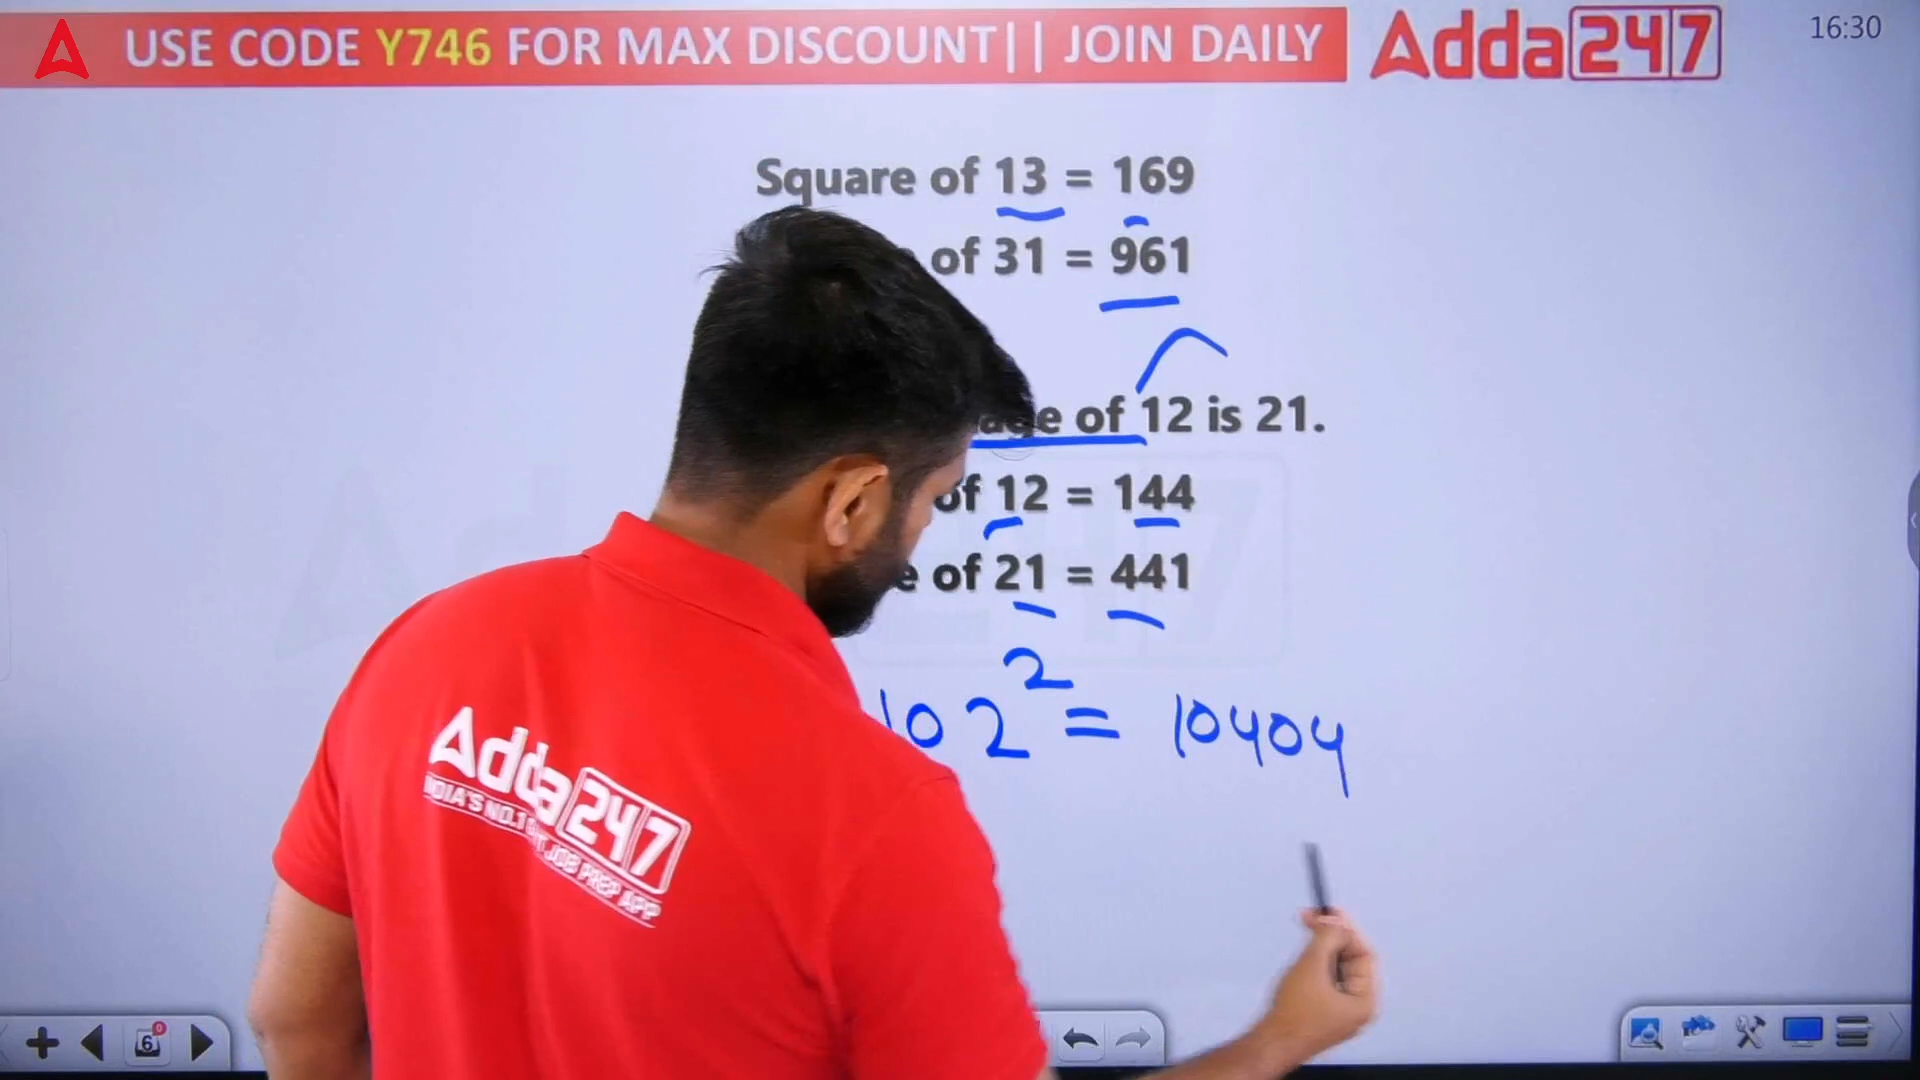 USE CODE Y746 FOR MAX DISCOUNT|| JOIN DAILY
Adda247
16:30
Square of 13 = 169
of 31 = 961
of 12 is 21.
of 12 = 144
of 21 = 441
102² = 10404
Adda247
INDIA'S NO.1 JOB PREP APP
6
0